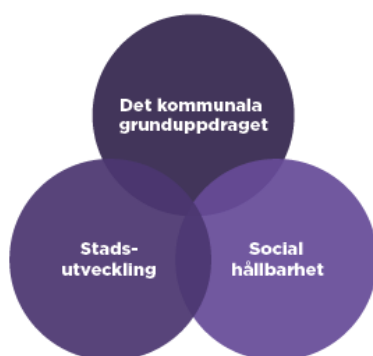 Det kommunala
grunduppdraget
Stads-
utveckling
Social
hållbarhet